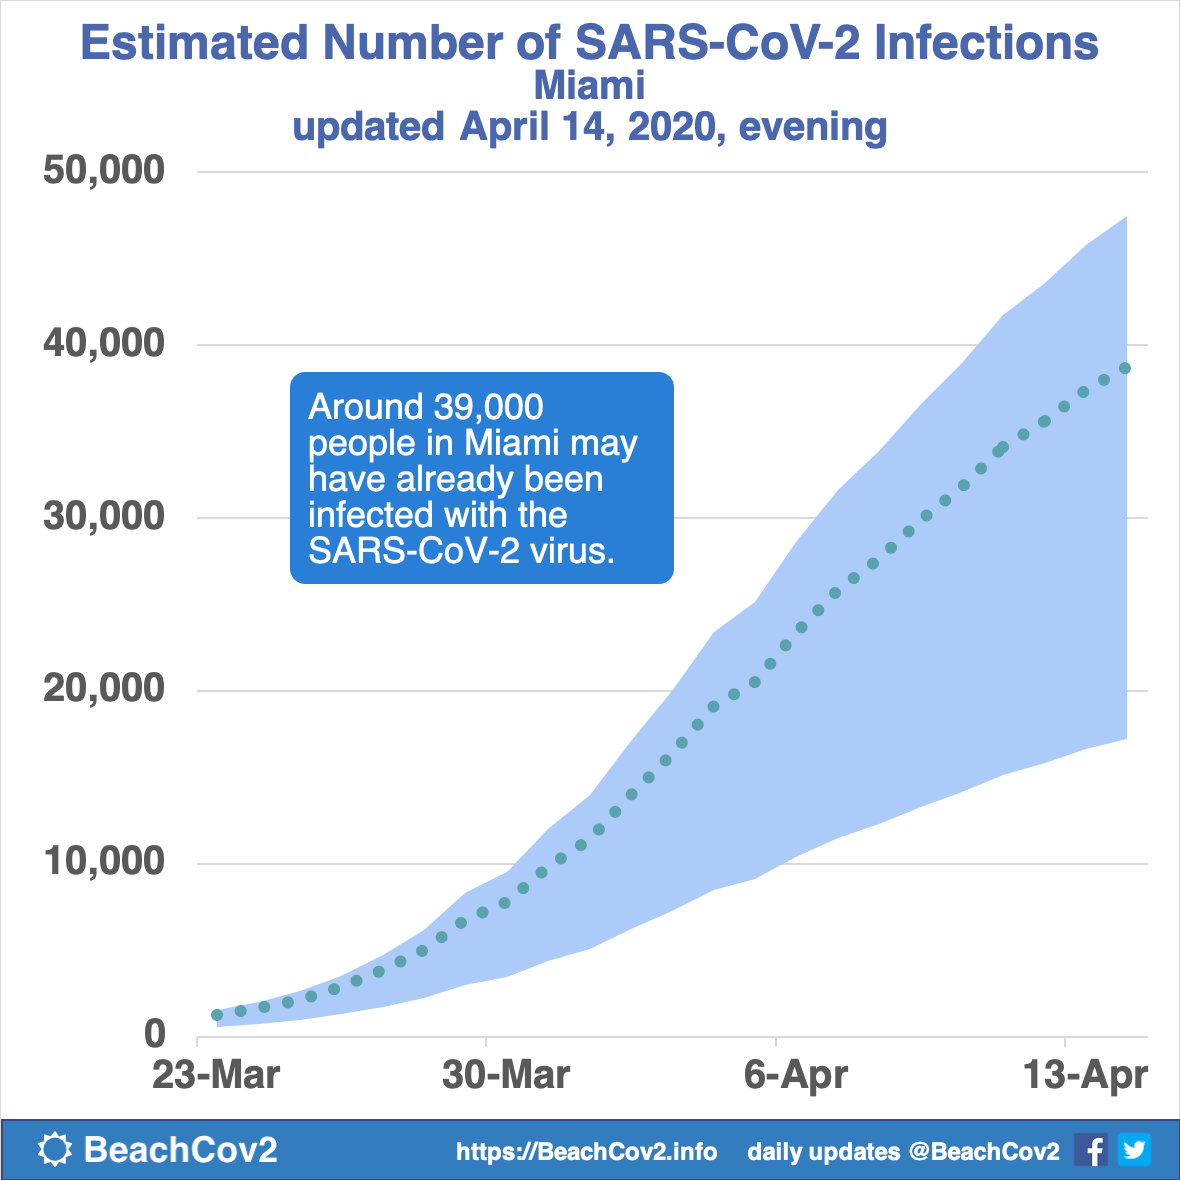 Estimated Number of SARS-CoV-2 Infections
Miami
updated April 14, 2020, evening
50,000
40,000
Around 39,000
people in Miami may
have already been
infected with the
SARS-CoV-2 virus.
30,000
20,000
10,000
0
23-Mar 30-Mar 6-Apr 13-Apr
BeachCov2 https://BeachCov2.info daily updates @BeachCov2